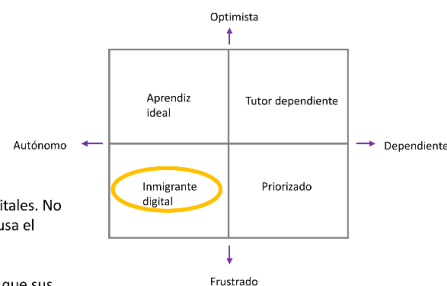 Optimista
Aprendiz
ideal
Tutor dependiente
Autónomo
Dependiente
Inmigrante
digital
Priorizado
itales. No
usa el
Frustrado
que sus